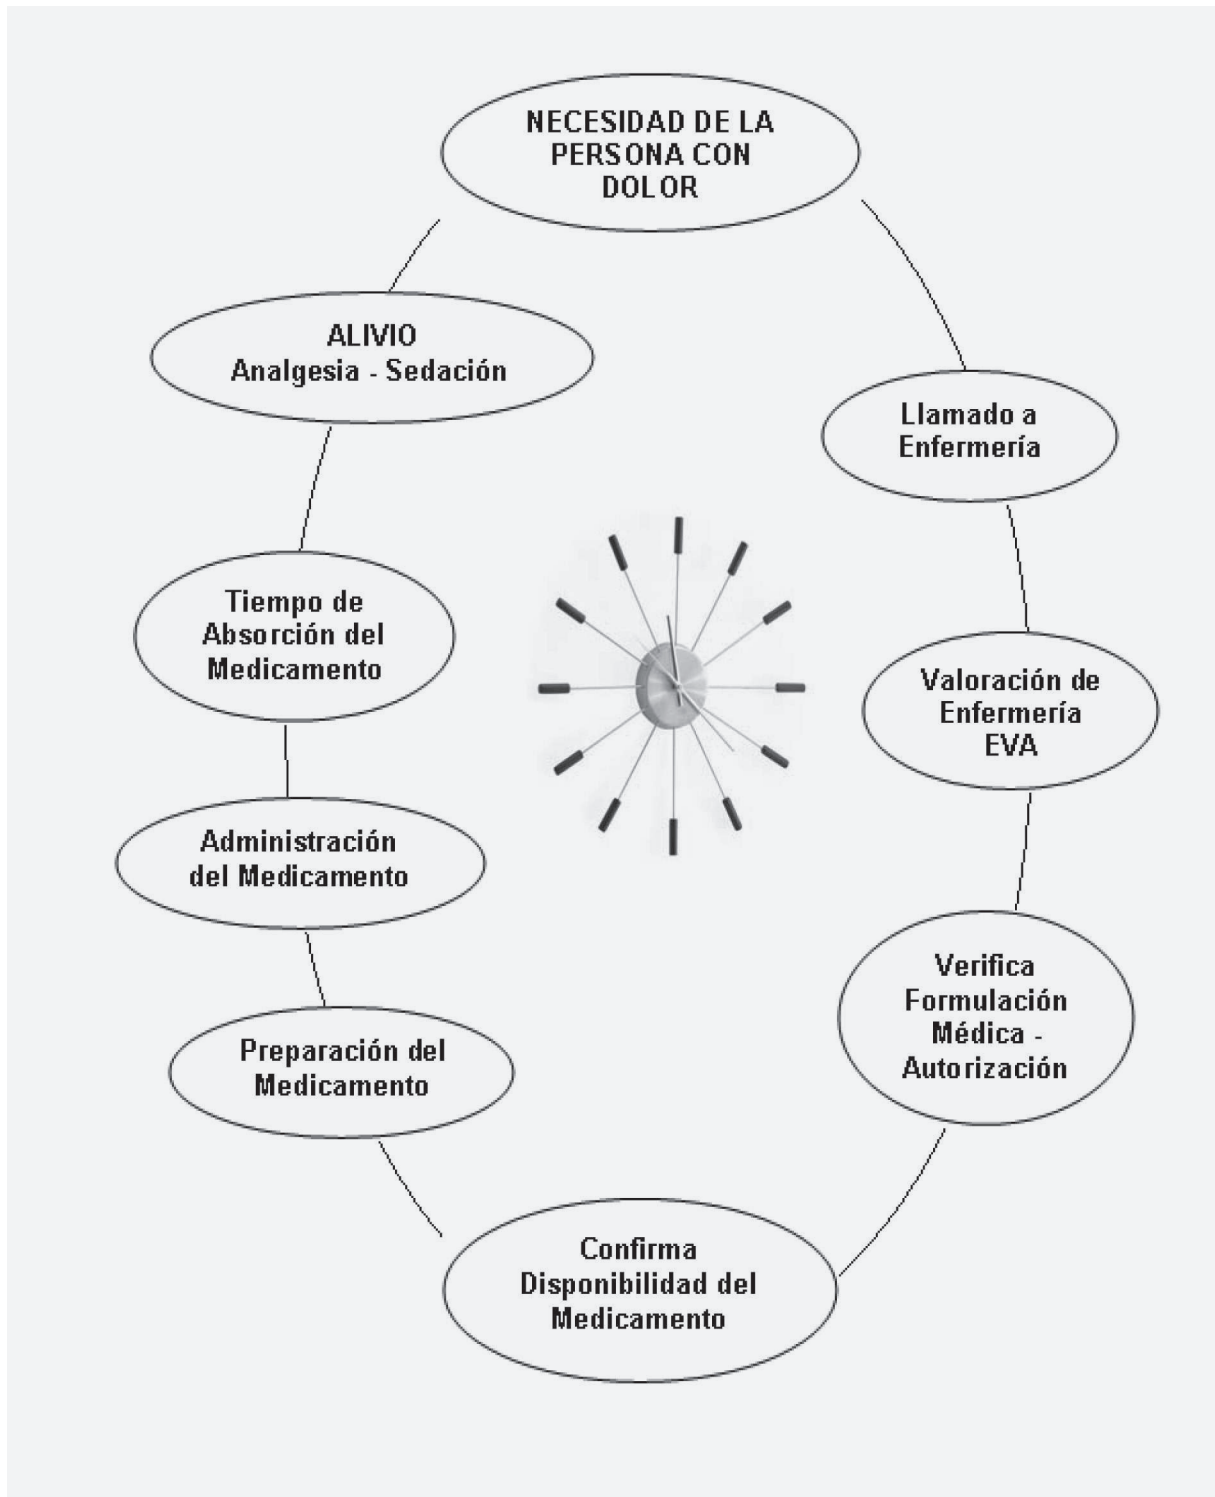 NECESIDAD DE LA
PERSONA CON
DOLOR
Llamado a
Enfermería
Valoración de
Enfermería
EVA
Verifica
Formulación
Médica -
Autorización
Confirma
Disponibilidad del
Medicamento
Preparación del
Medicamento
Administración
del Medicamento
Tiempo de
Absorción del
Medicamento
ALIVIO
Analgesia - Sedación